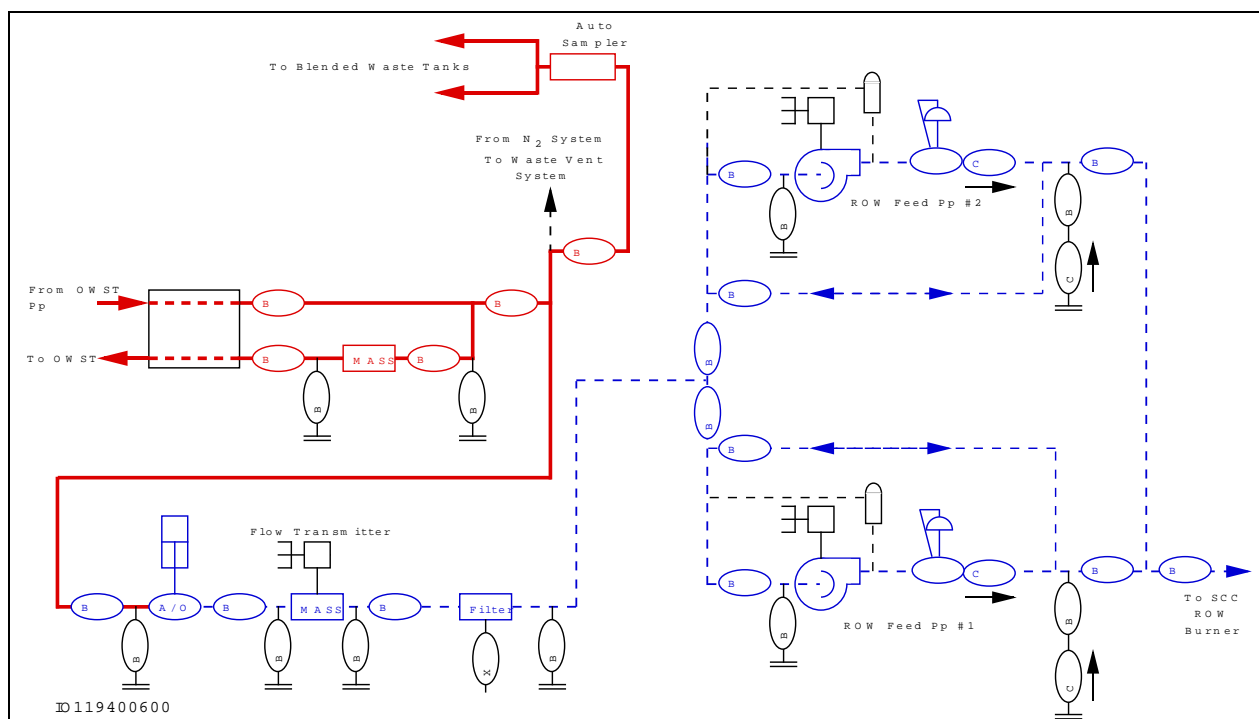 Auto
Sampler
To Blended Waste Tanks
From N2 System
To Waste Vent
System
B
B
C
B
ROW Feed Pp #2
B
B
B
C
From OWST
Pp
B
B
B
To OWST
B
MASS
B
B
B
B
B
B
Flow Transmitter
B
A/O
B
MASS
B
Filter
B
B
B
X
B
B
C
B
B
ROW Feed Pp #1
B
B
C
To SCC
ROW
Burner
IO119400600